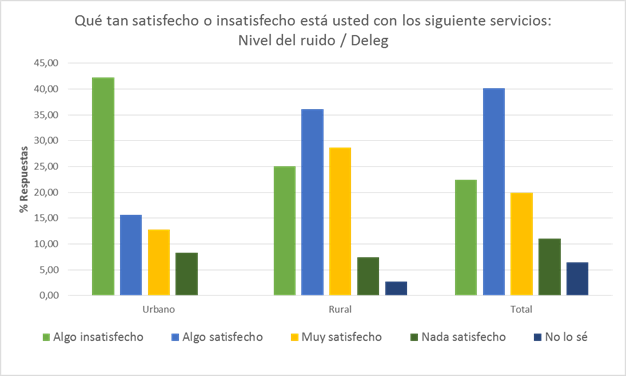 Qué tan satisfecho o insatisfecho está usted con los siguiente servicios:
Nivel del ruido / Deleg
45,00
40,00
35,00
30,00
25,00
20,00
15,00
10,00
5,00
0,00
% Respuestas
Urbano Rural Total
Algo insatisfecho Algo satisfecho Muy satisfecho Nada satisfecho No lo sé